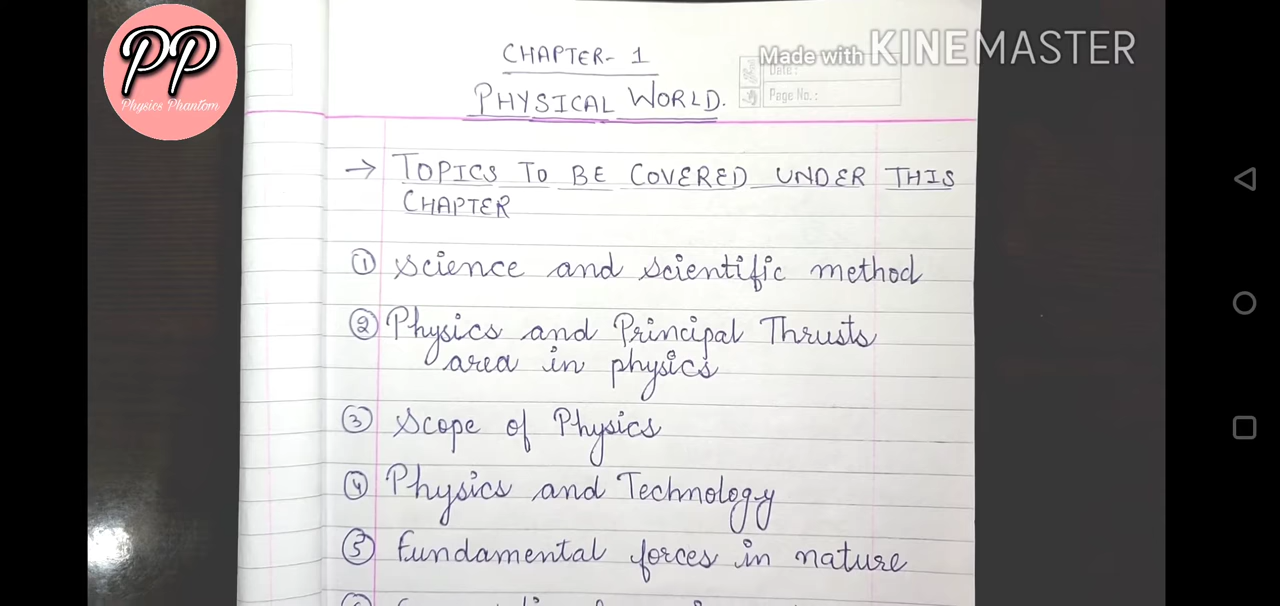 PP
Physics Phantom
Made with KINEMASTER
CHAPTER- 1
Date :
Page No.:
PHYSICAL WORLD.
→ TOPICS TO BE COVERED UNDER THIS
CHAPTER
① Science and scientific method
② Physics and Principal Thrusts
area in physics
③ Scope of Physics
④ Physics and Technology
⑤ Fundamental forces in nature